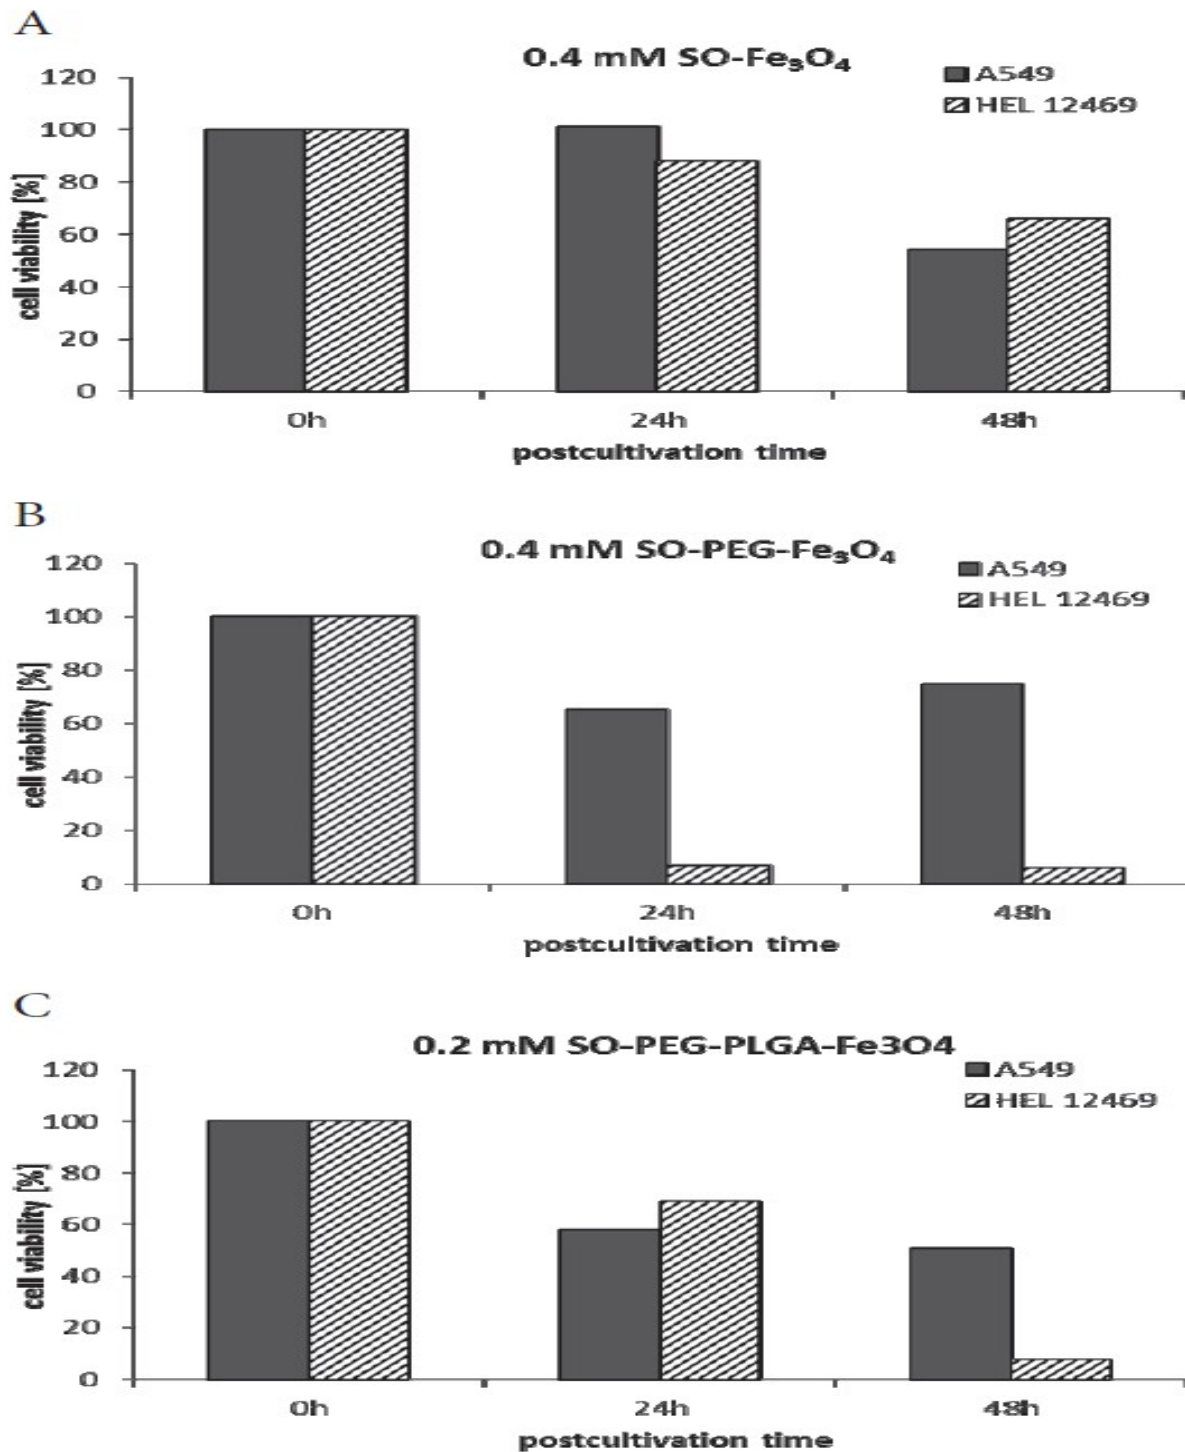 A
0.4 mM SO-Fe₃O₄
A549
HEL 12469
120
100
80
60
40
20
0
cell viability [%]
0h 24h 48h
postcultivation time
B
0.4 mM SO-PEG-Fe₃O₄
A549
HEL 12469
120
100
80
60
40
20
0
cell viability [%]
0h 24h 48h
postcultivation time
C
0.2 mM SO-PEG-PLGA-Fe3O4
A549
HEL 12469
120
100
80
60
40
20
0
cell viability [%]
0h 24h 48h
postcultivation time